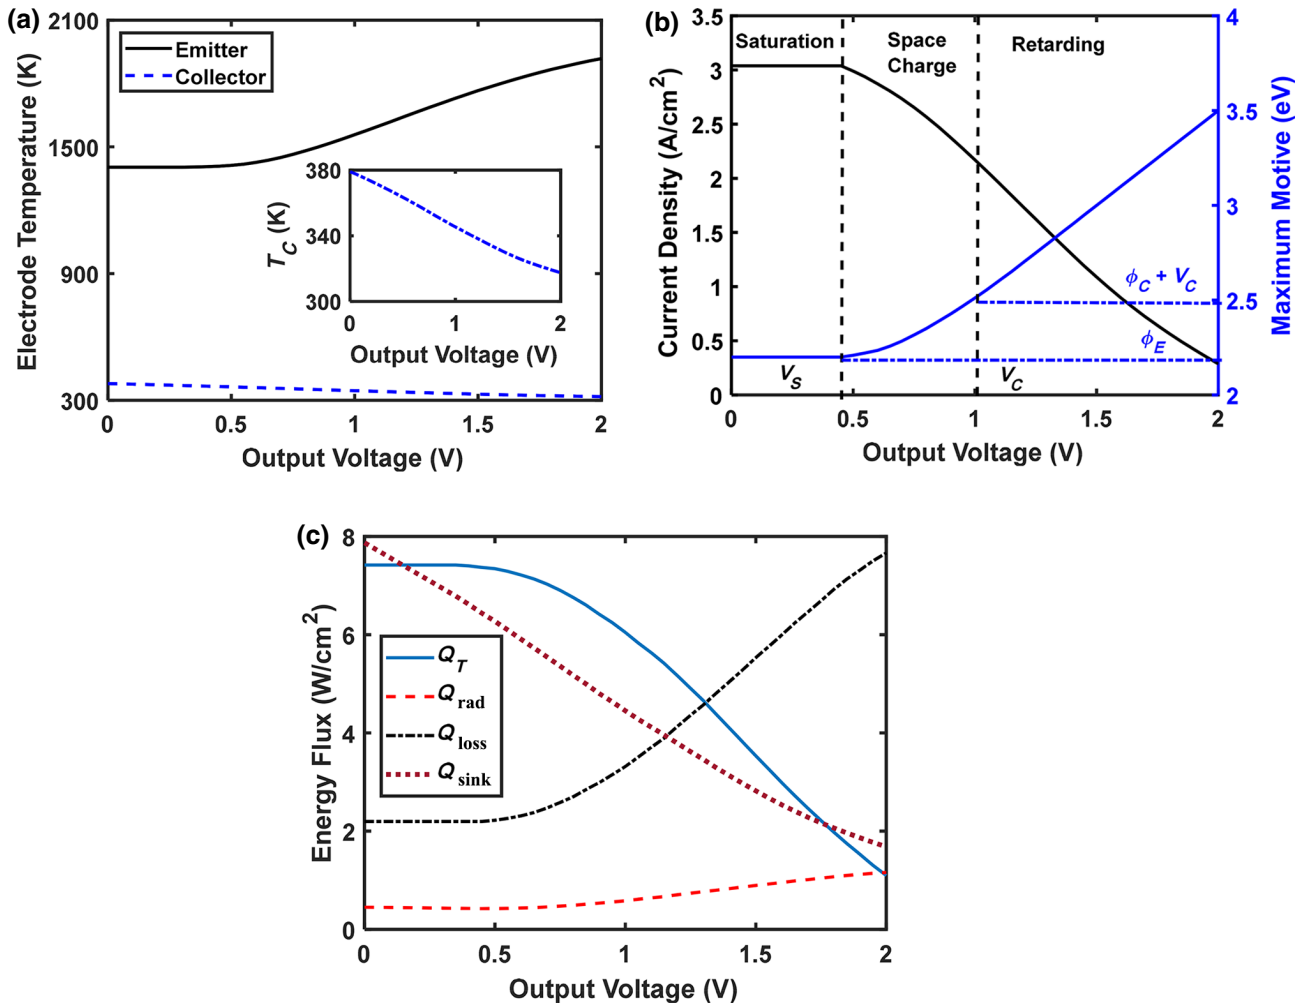 (a)
2100
1500
900
300
Electrode Temperature (K)
Emitter
Collector
380
340
300
T_C (K)
0 1 2
Output Voltage (V)
0 0.5 1 1.5 2
Output Voltage (V)
(b)
3.5
3
2.5
2
1.5
1
0.5
0
Current Density (A/cm²)
Saturation
Space
Charge
Retarding
ϕ_C + V_C
ϕ_E
V_S
V_C
4
3.5
3
2.5
2
Maximum Motive (eV)
0 0.5 1 1.5 2
Output Voltage (V)
(c)
8
6
4
2
0
Energy Flux (W/cm²)
Q_T
Q_rad
Q_loss
Q_sink
0 0.5 1 1.5 2
Output Voltage (V)